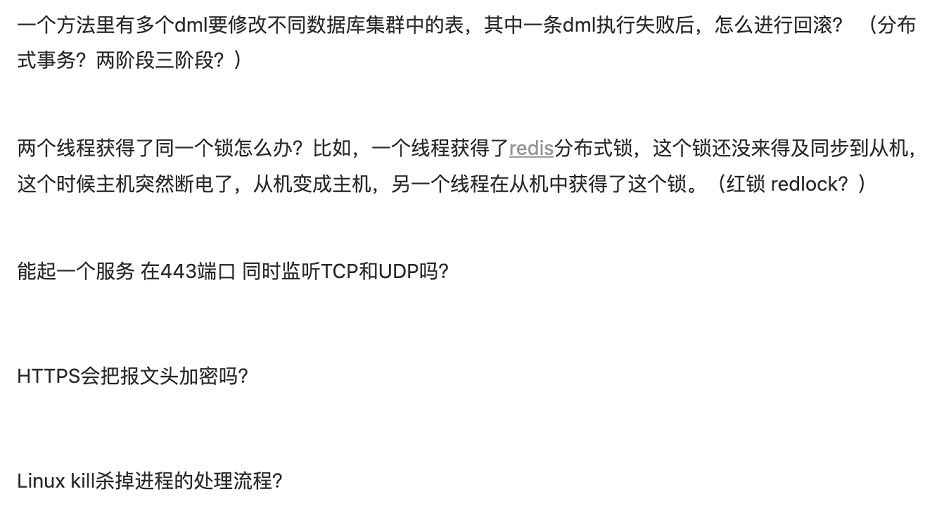 一个方法里有多个dml要修改不同数据库集群中的表，其中一条dml执行失败后，怎么进行回滚？ （分布
式事务？两阶段三阶段？）
两个线程获得了同一个锁怎么办？比如，一个线程获得了redis分布式锁，这个锁还没来得及同步到从机，
这个时候主机突然断电了，从机变成主机，另一个线程在从机中获得了这个锁。（红锁 redlock？）
能起一个服务 在443端口 同时监听TCP和UDP吗？
HTTPS会把报文头加密吗？
Linux kill杀掉进程的处理流程？